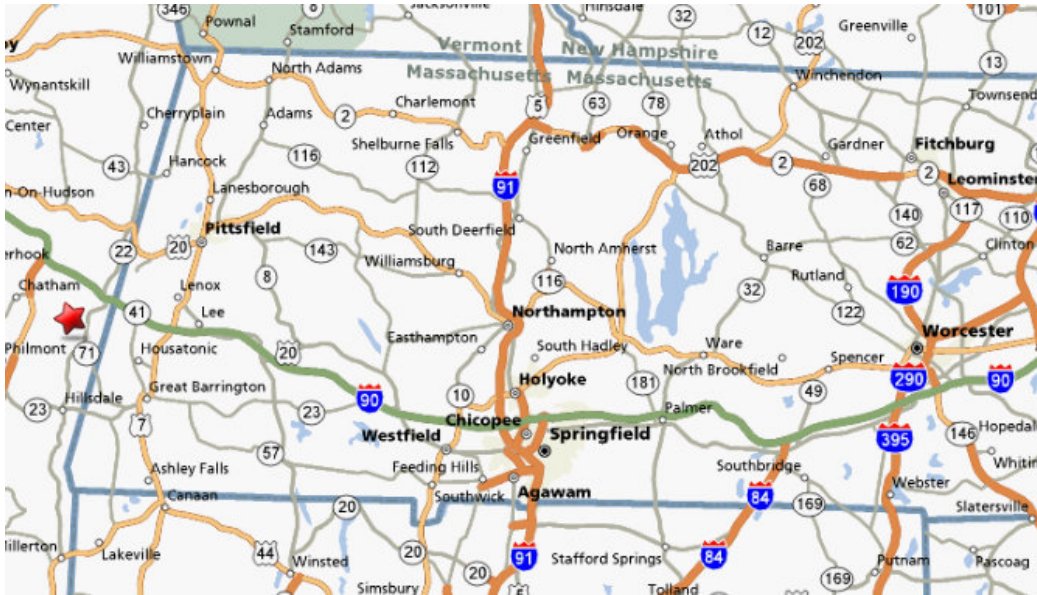 346
8
Jacksonville
Hinsdale
32
101
Pownal
Stamford
Greenville
12
202
Vermont
New Hampshire
Williamstown
North Adams
Massachusetts
Massachusetts
Winchendon
13
Wynantskill
5
63
78
Townsend
Cherryplain
Adams
2
Charlemont
Center
Shelburne Falls
Greenfield
Orange
Athol
Gardner
Fitchburg
43
Hancock
116
112
202
2
2
68
Leominster
n-On-Hudson
Lanesborough
91
140
117
110
22
20
Pittsfield
143
South Deerfield
62
Clinton
erhook
8
Williamsburg
North Amherst
116
Barre
Rutland
32
190
Chatham
Lenox
41
Lee
Northampton
122
Worcester
Philmont
71
Housatonic
20
Easthampton
South Hadley
Ware
Spencer
North Brookfield
290
90
Great Barrington
90
10
Holyoke
181
49
23
Hillsdale
7
23
Chicopee
Palmer
Westfield
Springfield
395
146
Hopedal
57
Feeding Hills
Southbridge
Whitin
Ashley Falls
Southwick
Agawam
84
Webster
Canaan
20
169
Slatersville
Millerton
Lakeville
44
Winsted
20
91
Stafford Springs
84
Putnam
Pascoag
Simsbury
20
Tolland
169